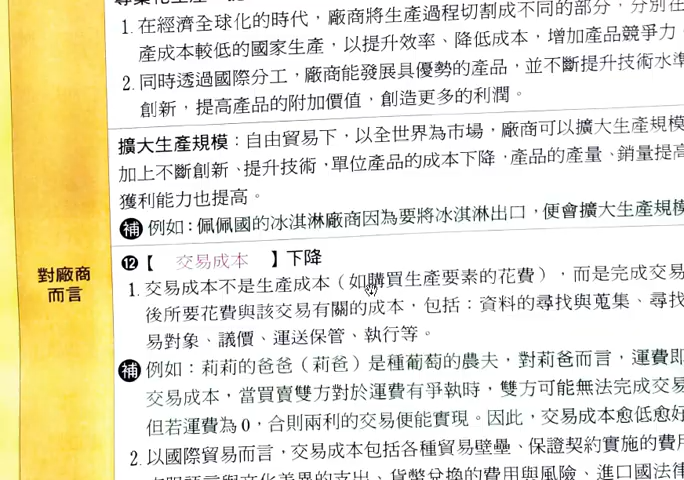 1.在經濟全球化的時代，廠商將生產過程切割成不同的部分，分別在
產成本較低的國家生產，以提升效率、降低成本，增加產品競爭力
2.同時透過國際分工，廠商能發展具優勢的產品，並不斷提升技術水準
創新，提高產品的附加價值，創造更多的利潤。
擴大生產規模：自由貿易下，以全世界為市場，廠商可以擴大生產規模
加上不斷創新、提升技術，單位產品的成本下降，產品的產量、銷量提高
獲利能力也提高。
補 例如：佩佩國的冰淇淋廠商因為要將冰淇淋出口，便會擴大生產規模
對廠商
而言
⓬【 交易成本 】下降
1.交易成本不是生產成本（如購買生產要素的花費），而是完成交易
後所要花費與該交易有關的成本，包括：資料的尋找與蒐集、尋找
易對象、議價、運送保管、執行等。
補 例如：莉莉的爸爸（莉爸）是種葡萄的農夫，對莉爸而言，運費即
交易成本，當買賣雙方對於運費有爭執時，雙方可能無法完成交易
但若運費為0，合則兩利的交易便能實現。因此，交易成本愈低愈好
2.以國際貿易而言，交易成本包括各種貿易壁壘、保證契約實施的費用
語言與文化差異的支出、貨幣兌換的費用與風險、進口國法律